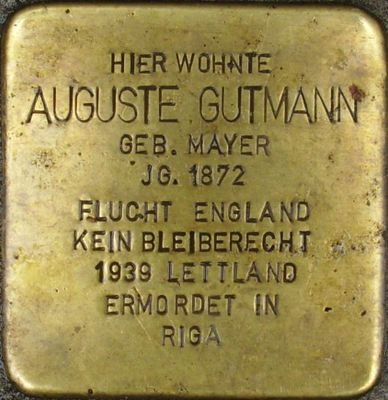 HIER WOHNTE
AUGUSTE GUTMANN
GEB. MAYER
JG. 1872
FLUCHT ENGLAND
KEIN BLEIBERECHT
1939 LETTLAND
ERMORDET IN
RIGA